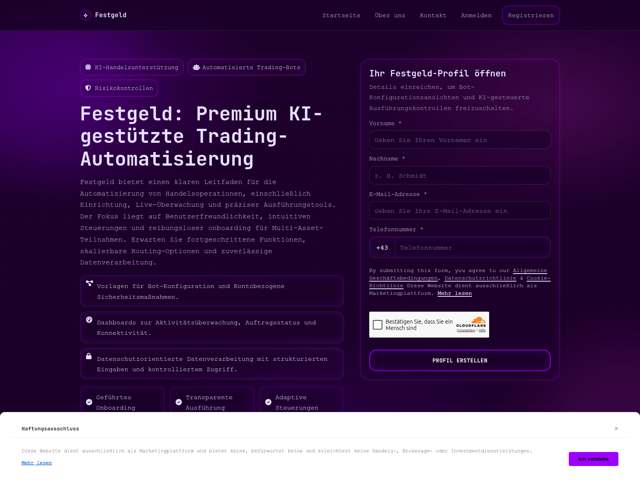 Festgeld
Startseite
Über uns
Kontakt
Anmelden
Registrieren
KI-Handelsunterstützung
Automatisierte Trading-Bots
Risikokontrollen
Festgeld: Premium KI-
gestützte Trading-
Automatisierung
Festgeld bietet einen klaren Leitfaden für die
Automatisierung von Handelsoperationen, einschließlich
Einrichtung, Live-Überwachung und präziser Ausführungstools.
Der Fokus liegt auf Benutzerfreundlichkeit, intuitiven
Steuerungen und reibungsloser onboarding für Multi-Asset-
Teilnahmen. Erwarten Sie fortgeschrittene Funktionen,
skalierbare Routing-Optionen und zuverlässige
Datenverarbeitung.
Vorlagen für Bot-Konfiguration und Kontobezogene
Sicherheitsmaßnahmen.
Dashboards zur Aktivitätsüberwachung, Auftragsstatus und
Konnektivität.
Datenschutzorientierte Datenverarbeitung mit strukturierten
Eingaben und kontrolliertem Zugriff.
Geführtes
Onboarding
Transparente
Ausführung
Adaptive
Steuerungen
Ihr Festgeld-Profil öffnen
Details einreichen, um Bot-
Konfigurationsansichten und KI-gesteuerte
Ausführungskontrollen freizuschalten.
Vorname *
Geben Sie Ihren Vornamen ein
Nachname *
z. B. Schmidt
E-Mail-Adresse *
Geben Sie Ihre E-Mail-Adresse ein
Telefonnummer *
+43
Telefonnummer
By submitting this form, you agree to our Allgemeine
Geschäftsbedingungen, Datenschutzrichtlinie & Cookie-
Richtlinie Diese Website dient ausschließlich als
Marketingplattform. Mehr lesen
Bestätigen Sie, dass Sie ein
Mensch sind
CLOUDFLARE
PROFIL ERSTELLEN
Haftungsausschluss
×
Diese Website dient ausschließlich als Marketingplattform und bietet keine, befürwortet keine und erleichtert keine Handels-, Brokerage- oder Investmentdienstleistungen.
Mehr lesen